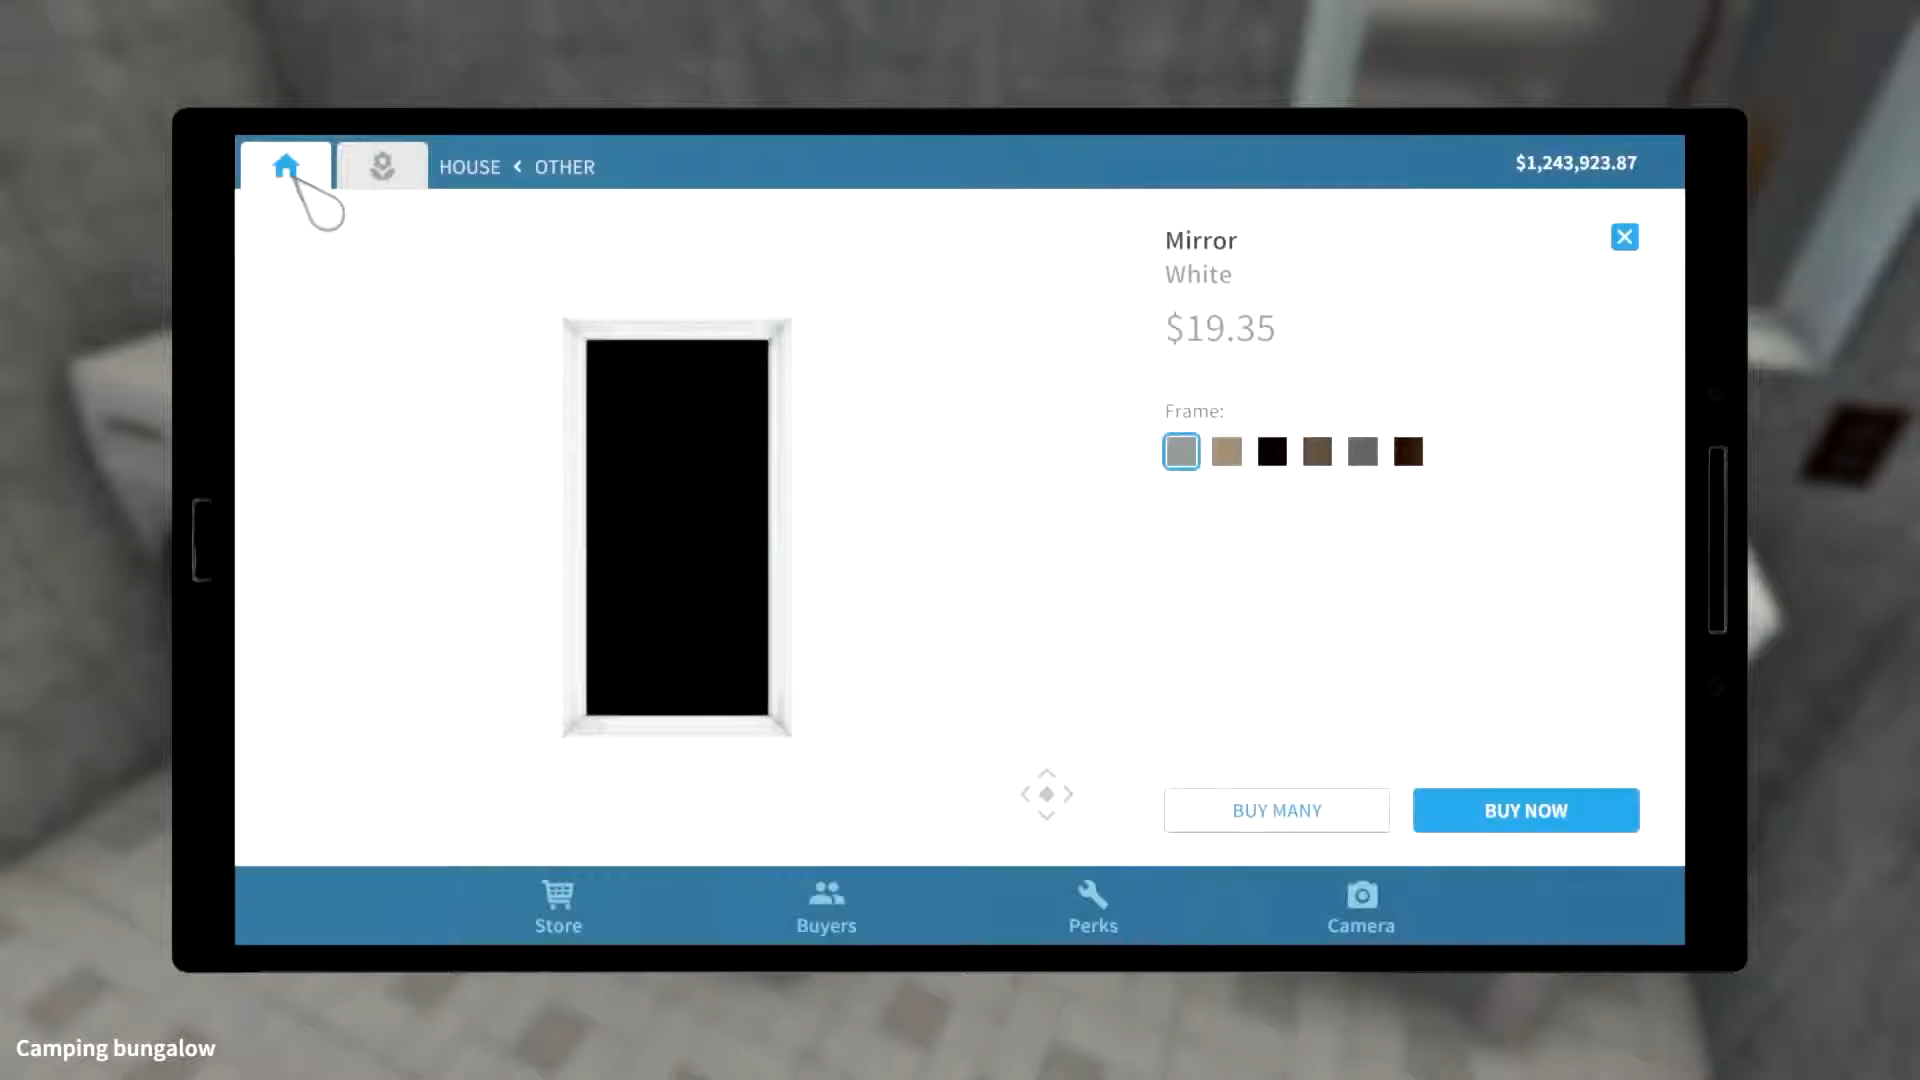 HOUSE < OTHER
$1,243,923.87
Mirror
White
$19.35
Frame:
BUY MANY
BUY NOW
Store
Buyers
Perks
Camera
Camping bungalow